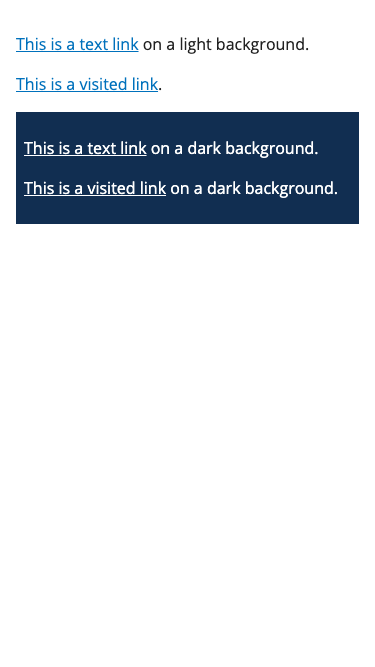 This is a text link on a light background.
This is a visited link.
This is a text link on a dark background.
This is a visited link on a dark background.